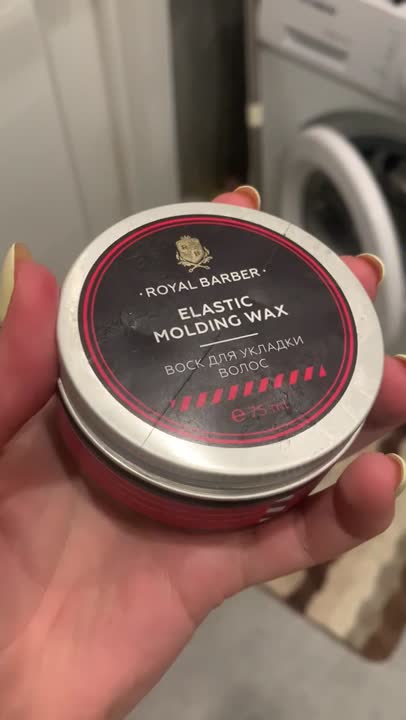 · ROYAL BARBER ·
ELASTIC
MOLDING WAX
ВОСК ДЛЯ УКЛАДКИ
ВОЛОС
℮ 75 ml